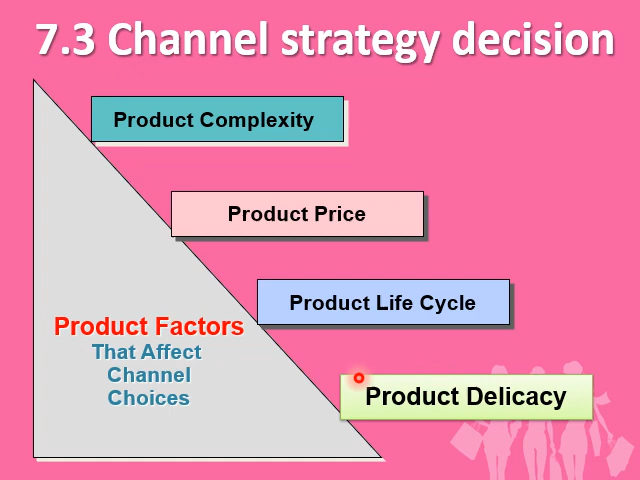 7.3 Channel strategy decision
Product Complexity
Product Price
Product Life Cycle
Product Factors
That Affect
Channel
Choices
Product Delicacy